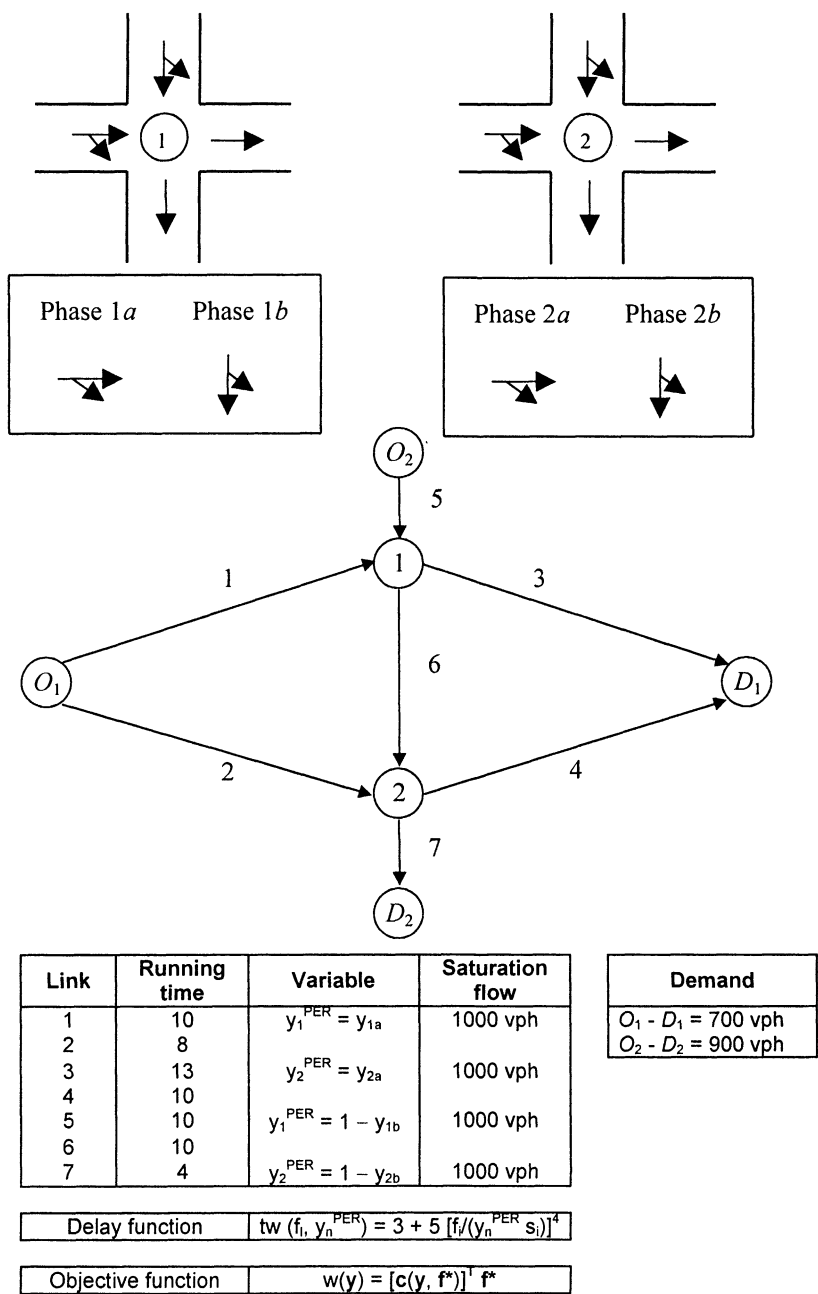 1
2
Phase 1a Phase 1b
Phase 2a Phase 2b
O2
5
1
1
3
O1
6
D1
2
2
4
7
D2
Link Running time Variable Saturation flow
1 10 y₁ᴾᴱᴿ = y₁ₐ 1000 vph
2 8
3 13 y₂ᴾᴱᴿ = y₂ₐ 1000 vph
4 10
5 10 y₁ᴾᴱᴿ = 1 – y1b 1000 vph
6 10
7 4 y₂ᴾᴱᴿ = 1 – y2b 1000 vph
Demand
O1 - D1 = 700 vph
O2 - D2 = 900 vph
Delay function tw (fi, ynᴾᴱᴿ) = 3 + 5 [fi/(ynᴾᴱᴿ si)]⁴
Objective function w(y) = [c(y, f*)]ᵀ f*